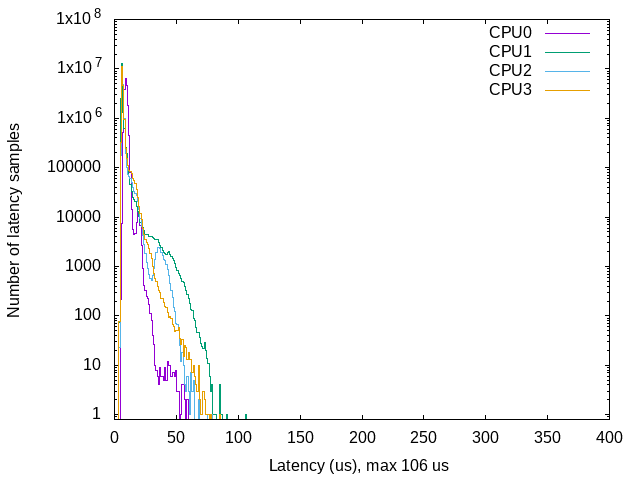 1x10^8
1x10^7
1x10^6
100000
10000
1000
100
10
1
Number of latency samples
CPU0
CPU1
CPU2
CPU3
0 50 100 150 200 250 300 350 400
Latency (us), max 106 us